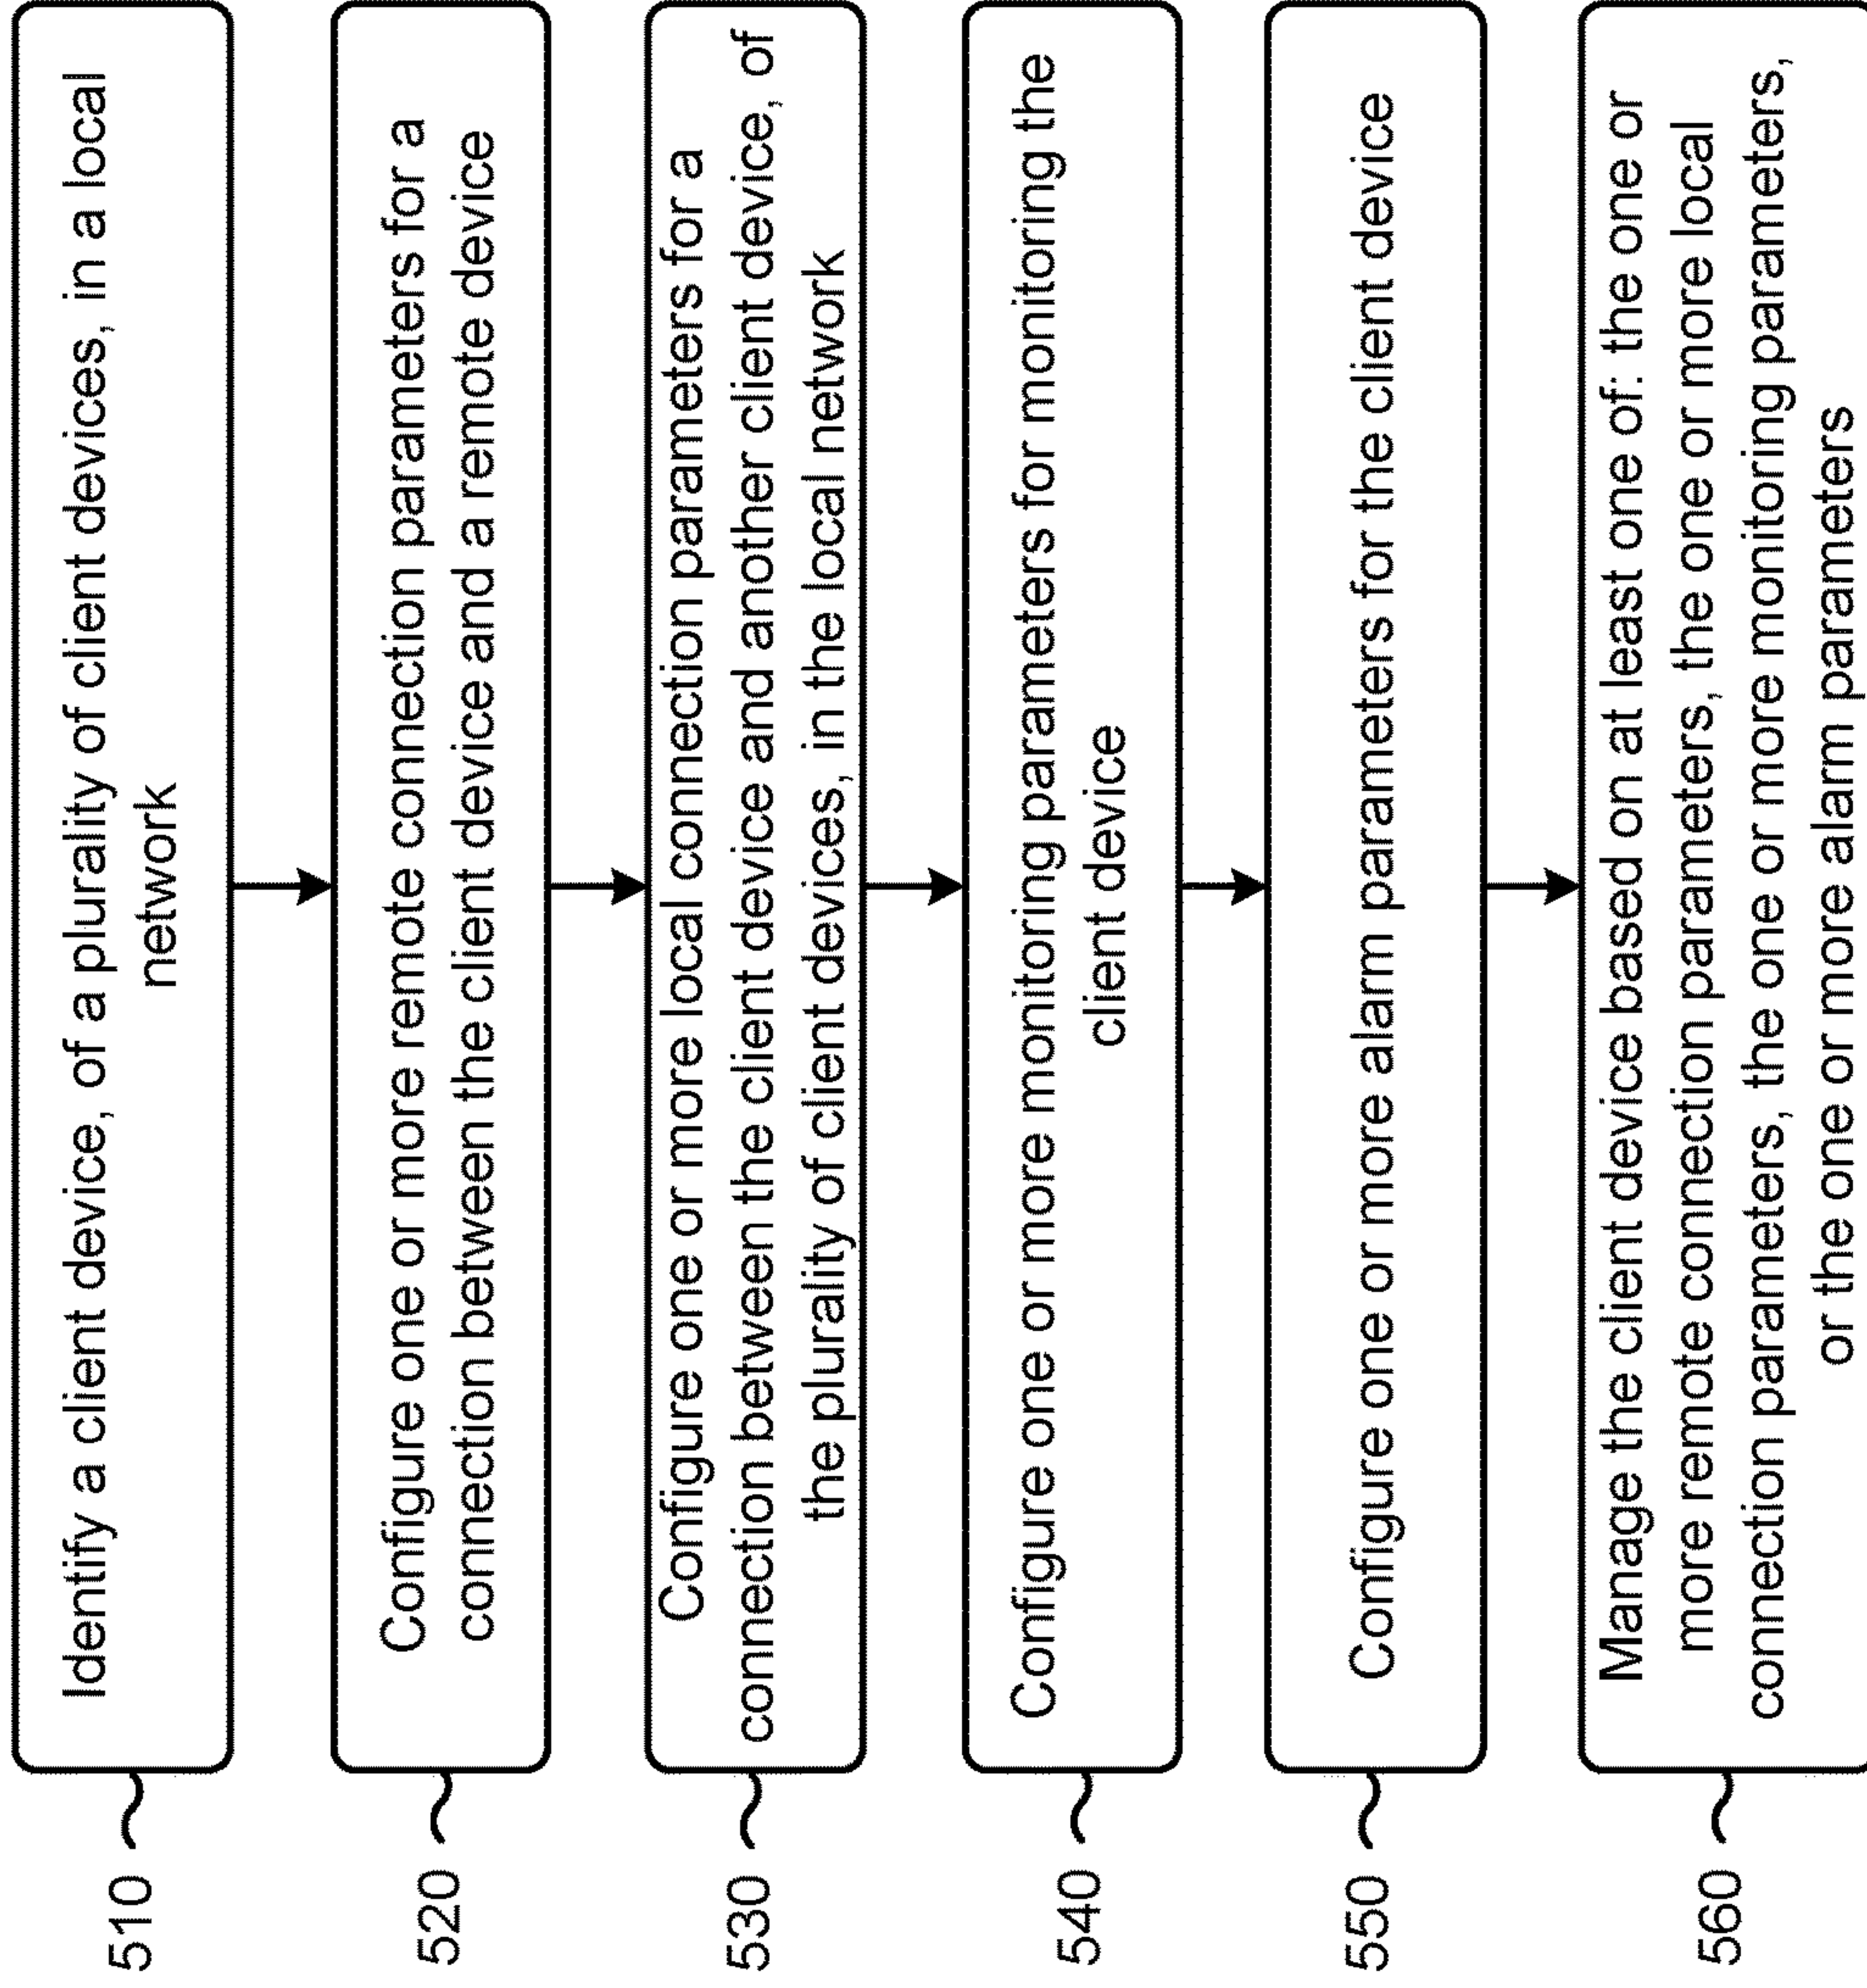 510
Identify a client device, of a plurality of client devices, in a local
network
520
Configure one or more remote connection parameters for a
connection between the client device and a remote device
530
Configure one or more local connection parameters for a
connection between the client device and another client device, of
the plurality of client devices, in the local network
540
Configure one or more monitoring parameters for monitoring the
client device
550
Configure one or more alarm parameters for the client device
560
Manage the client device based on at least one of: the one or
more remote connection parameters, the one or more local
connection parameters, the one or more monitoring parameters,
or the one or more alarm parameters